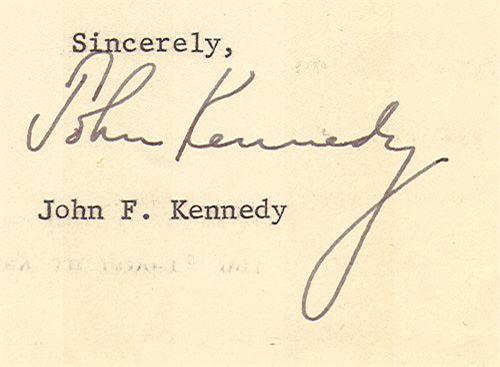 Sincerely,
John Kennedy
John F. Kennedy